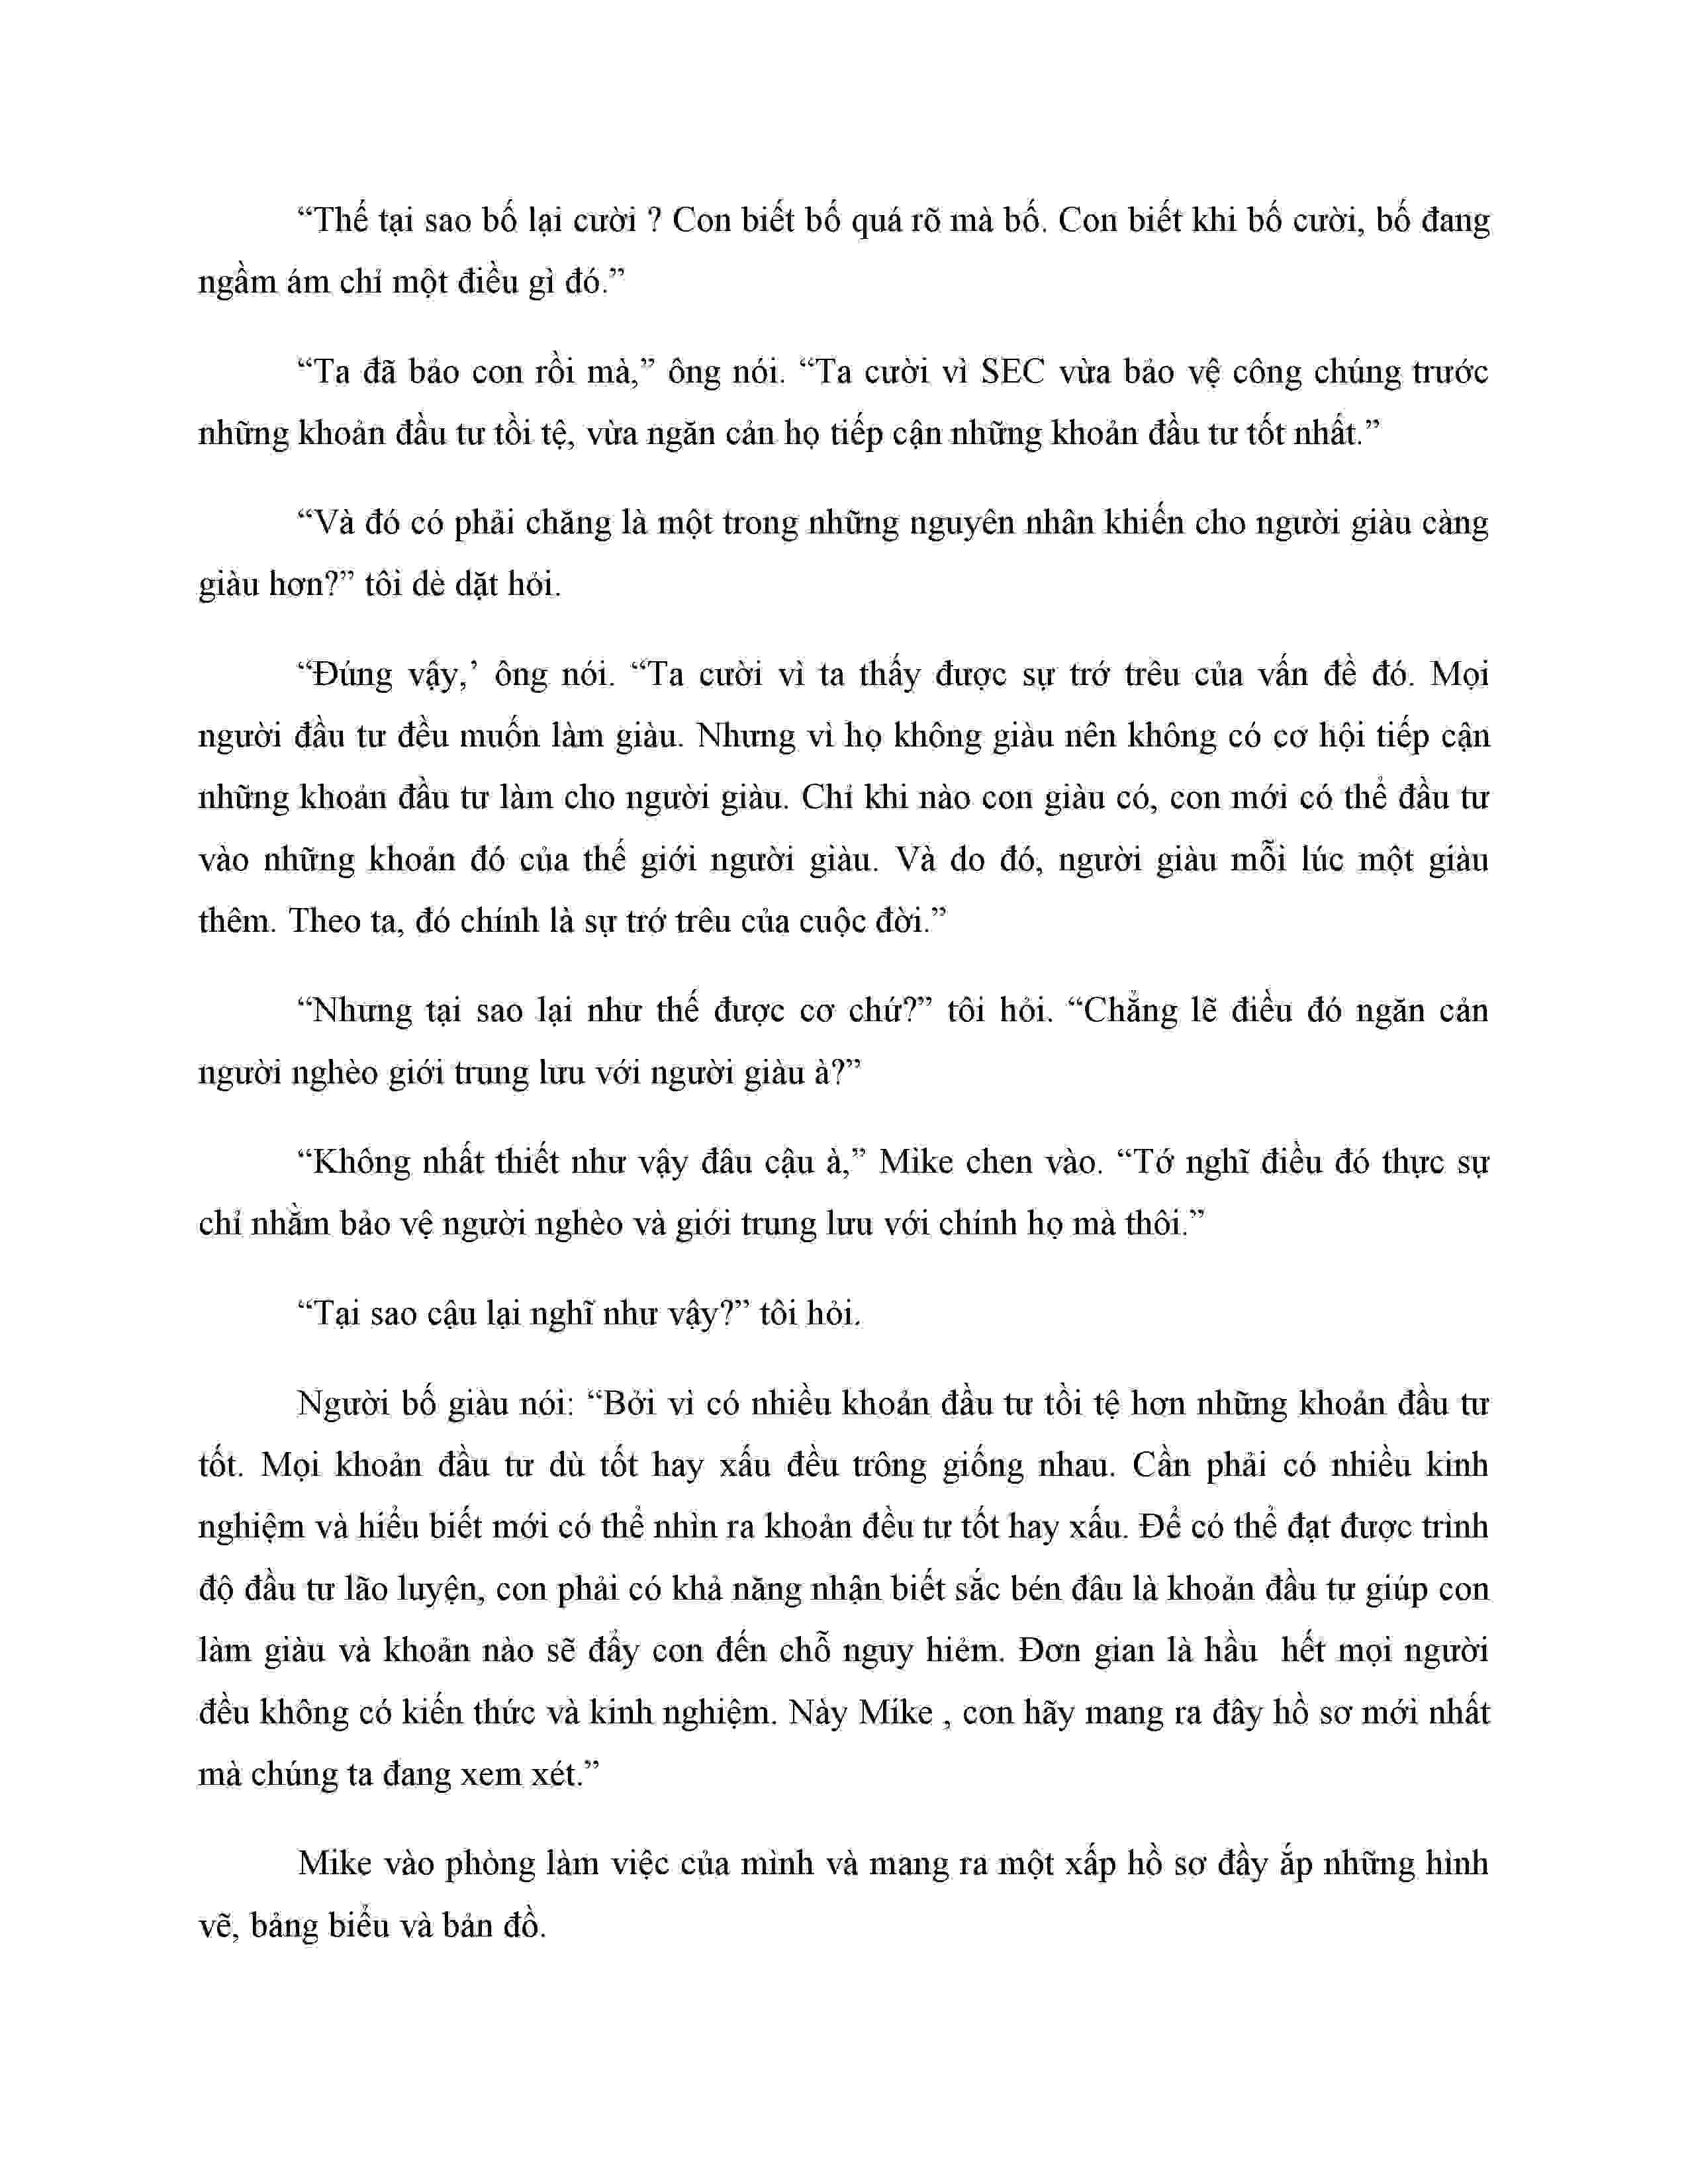 “Thế tại sao bố lại cười ? Con biết bố quá rõ mà bố. Con biết khi bố cười, bố đang
ngầm ám chỉ một điều gì đó.”
“Ta đã bảo con rồi mà,” ông nói. “Ta cười vì SEC vừa bảo vệ công chúng trước
những khoản đầu tư tồi tệ, vừa ngăn cản họ tiếp cận những khoản đầu tư tốt nhất.”
“Và đó có phải chăng là một trong những nguyên nhân khiến cho người giàu càng
giàu hơn?” tôi dè dặt hỏi.
“Đúng vậy,’ ông nói. “Ta cười vì ta thấy được sự trớ trêu của vấn đề đó. Mọi
người đầu tư đều muốn làm giàu. Nhưng vì họ không giàu nên không có cơ hội tiếp cận
những khoản đầu tư làm cho người giàu. Chỉ khi nào con giàu có, con mới có thể đầu tư
vào những khoản đó của thế giới người giàu. Và do đó, người giàu mỗi lúc một giàu
thêm. Theo ta, đó chính là sự trớ trêu của cuộc đời.”
“Nhưng tại sao lại như thế được cơ chứ?” tôi hỏi. “Chẳng lẽ điều đó ngăn cản
người nghèo giới trung lưu với người giàu à?”
“Không nhất thiết như vậy đâu cậu à,” Mike chen vào. “Tớ nghĩ điều đó thực sự
chỉ nhằm bảo vệ người nghèo và giới trung lưu với chính họ mà thôi.”
“Tại sao cậu lại nghĩ như vậy?” tôi hỏi.
Người bố giàu nói: “Bởi vì có nhiều khoản đầu tư tồi tệ hơn những khoản đầu tư
tốt. Mọi khoản đầu tư dù tốt hay xấu đều trông giống nhau. Cần phải có nhiều kinh
nghiệm và hiểu biết mới có thể nhìn ra khoản đều tư tốt hay xấu. Để có thể đạt được trình
độ đầu tư lão luyện, con phải có khả năng nhận biết sắc bén đâu là khoản đầu tư giúp con
làm giàu và khoản nào sẽ đẩy con đến chỗ nguy hiẻm. Đơn gian là hầu  hết mọi người
đều không có kiến thức và kinh nghiệm. Này Mike , con hãy mang ra đây hồ sơ mới nhất
mà chúng ta đang xem xét.”
Mike vào phòng làm việc của mình và mang ra một xấp hồ sơ đầy ắp những hình
vẽ, bảng biểu và bản đồ.